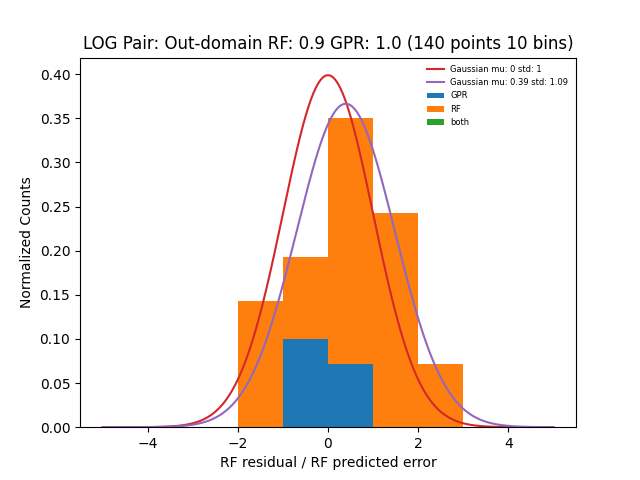 LOG Pair: Out-domain RF: 0.9 GPR: 1.0 (140 points 10 bins)
Gaussian mu: 0 std: 1
Gaussian mu: 0.39 std: 1.09
GPR
RF
both
0.40
0.35
0.30
0.25
0.20
0.15
0.10
0.05
0.00
Normalized Counts
−4
−2
0
2
4
RF residual / RF predicted error